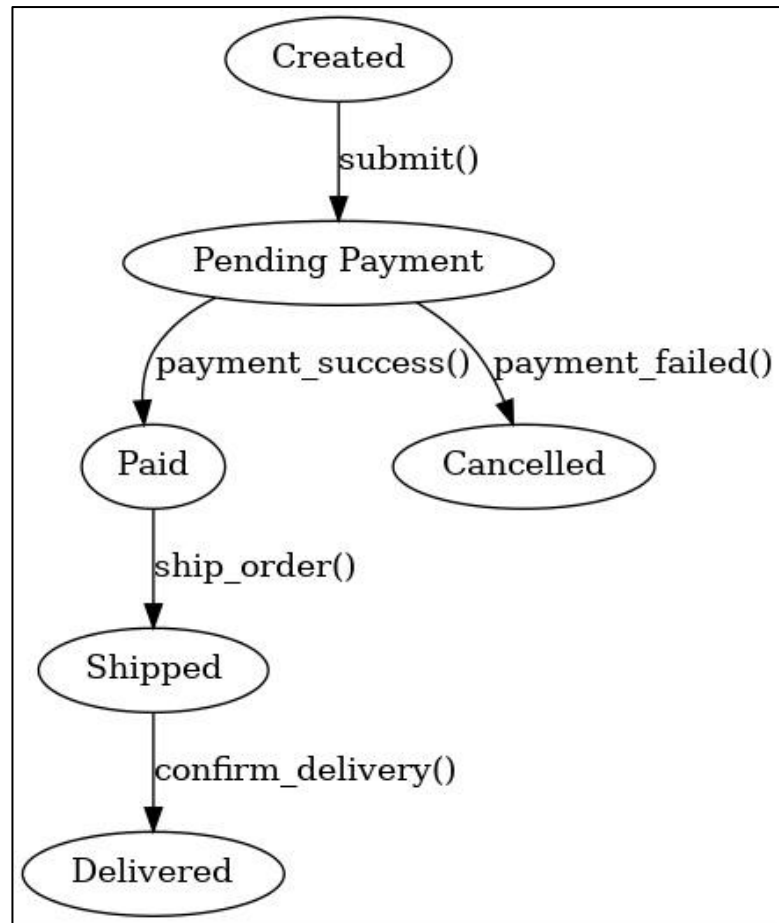 Created
submit()
Pending Payment
payment_success()
payment_failed()
Paid
Cancelled
ship_order()
Shipped
confirm_delivery()
Delivered